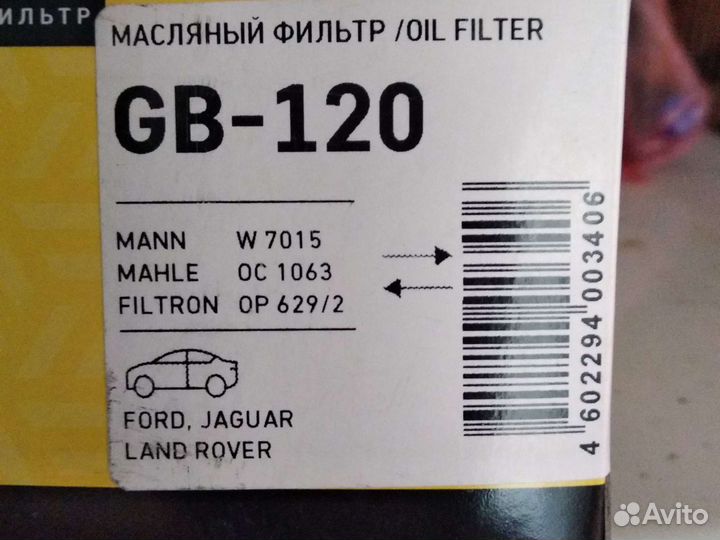 ИЛЬТР
МАСЛЯНЫЙ ФИЛЬТР /OIL FILTER
GB-120
MANN W 7015
MAHLE OC 1063
FILTRON OP 629/2
FORD, JAGUAR
LAND ROVER
4 602294 003406
Avito